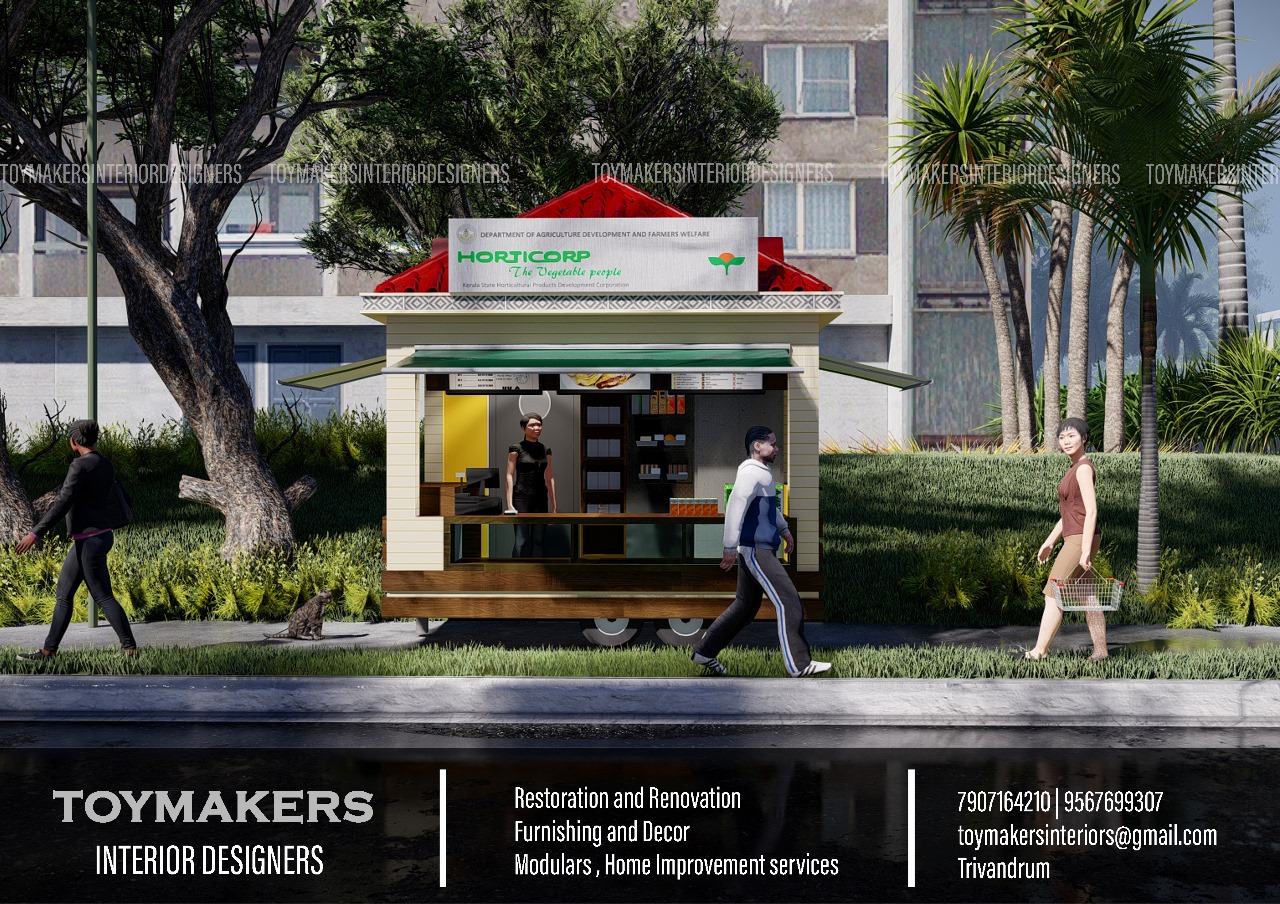 TOYMAKERSINTERIORDESIGNERS TOYMAKERSINTERIORDESIGNERS TOYMAKERSINTERIORDESIGNERS TOYMAKERSINTERIORDESIGNERS TOYMAKERSINTERIOR
DEPARTMENT OF AGRICULTURE DEVELOPMENT AND FARMERS WELFARE
HORTICORP
The Vegetable people
Kerala State Horticultural Products Development Corporation
TOYMAKERS
INTERIOR DESIGNERS
Restoration and Renovation
Furnishing and Decor
Modulars , Home Improvement services
7907164210 | 9567699307
toymakersinteriors@gmail.com
Trivandrum